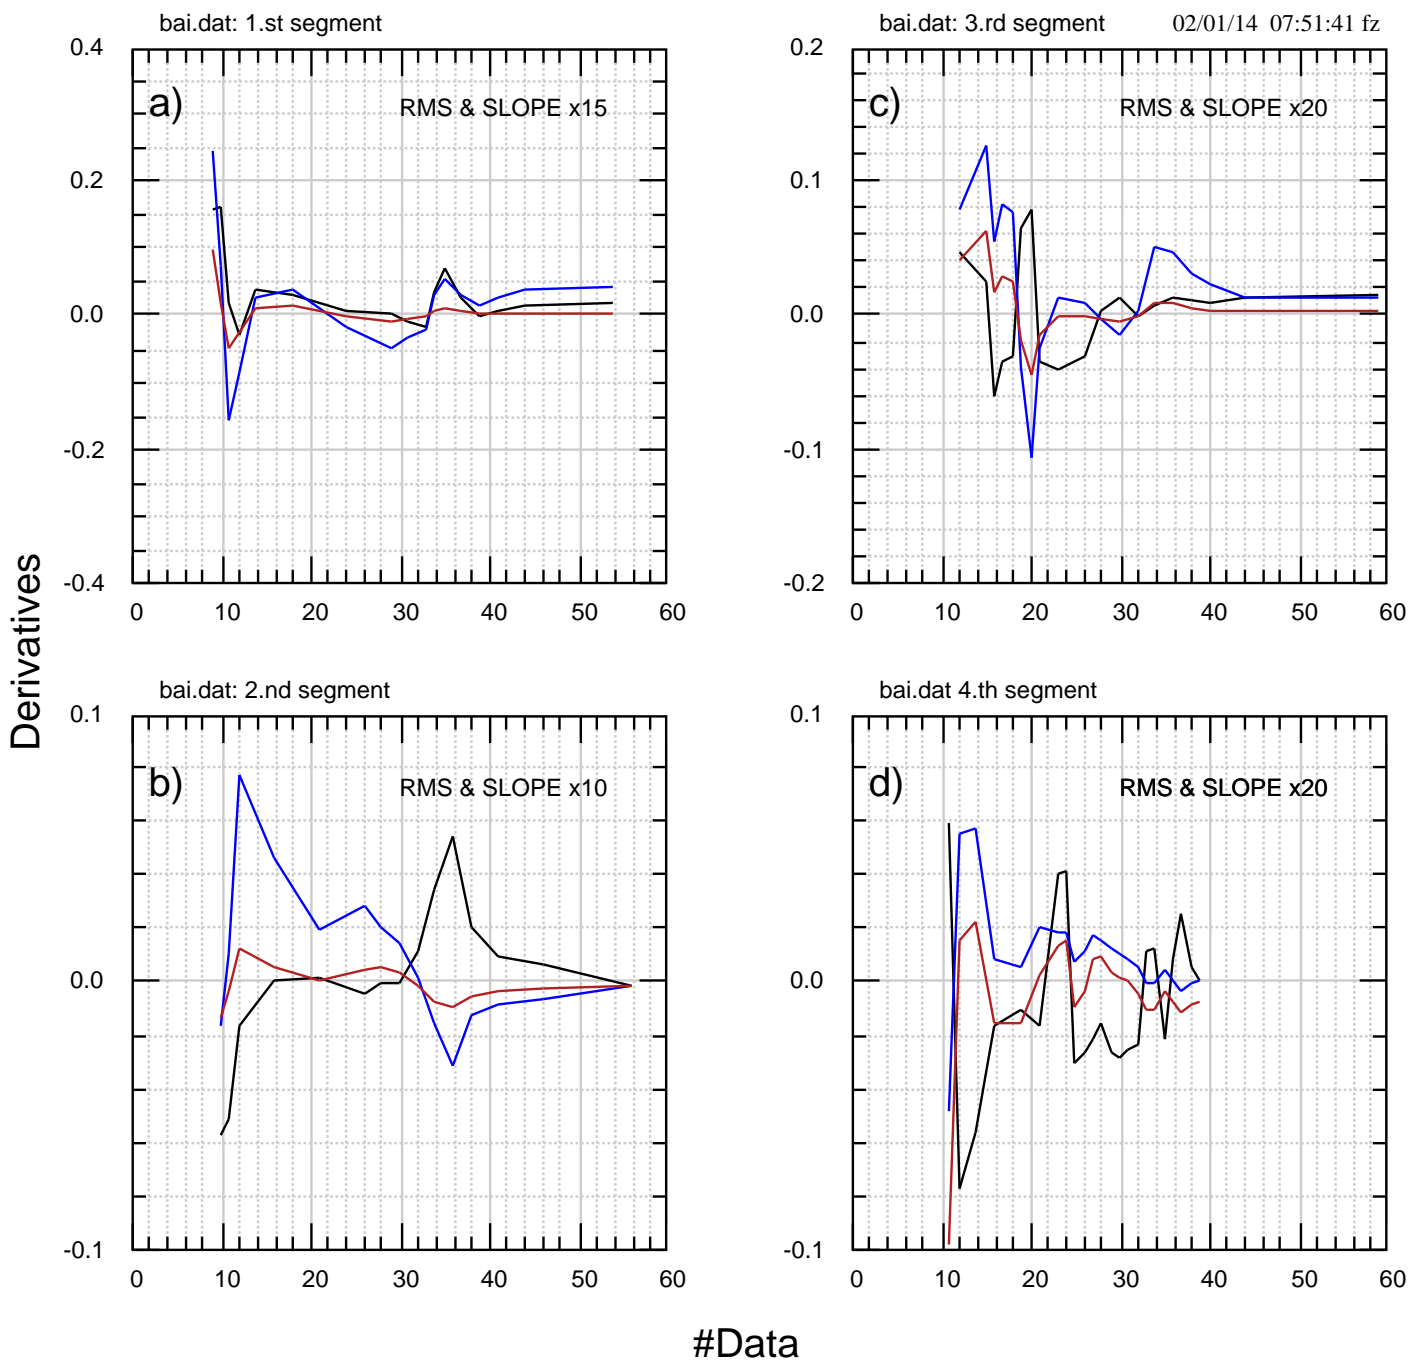 bai.dat: 1.st segment
bai.dat: 3.rd segment 02/01/14 07:51:41 fz
0.4
0.2
0.0
-0.2
-0.4
a)
RMS & SLOPE x15
0 10 20 30 40 50 60
0.2
0.1
0.0
-0.1
-0.2
c)
RMS & SLOPE x20
0 10 20 30 40 50 60
Derivatives
bai.dat: 2.nd segment
0.1
0.0
-0.1
b)
RMS & SLOPE x10
0 10 20 30 40 50 60
bai.dat 4.th segment
0.1
0.0
-0.1
d)
RMS & SLOPE x20
0 10 20 30 40 50 60
#Data